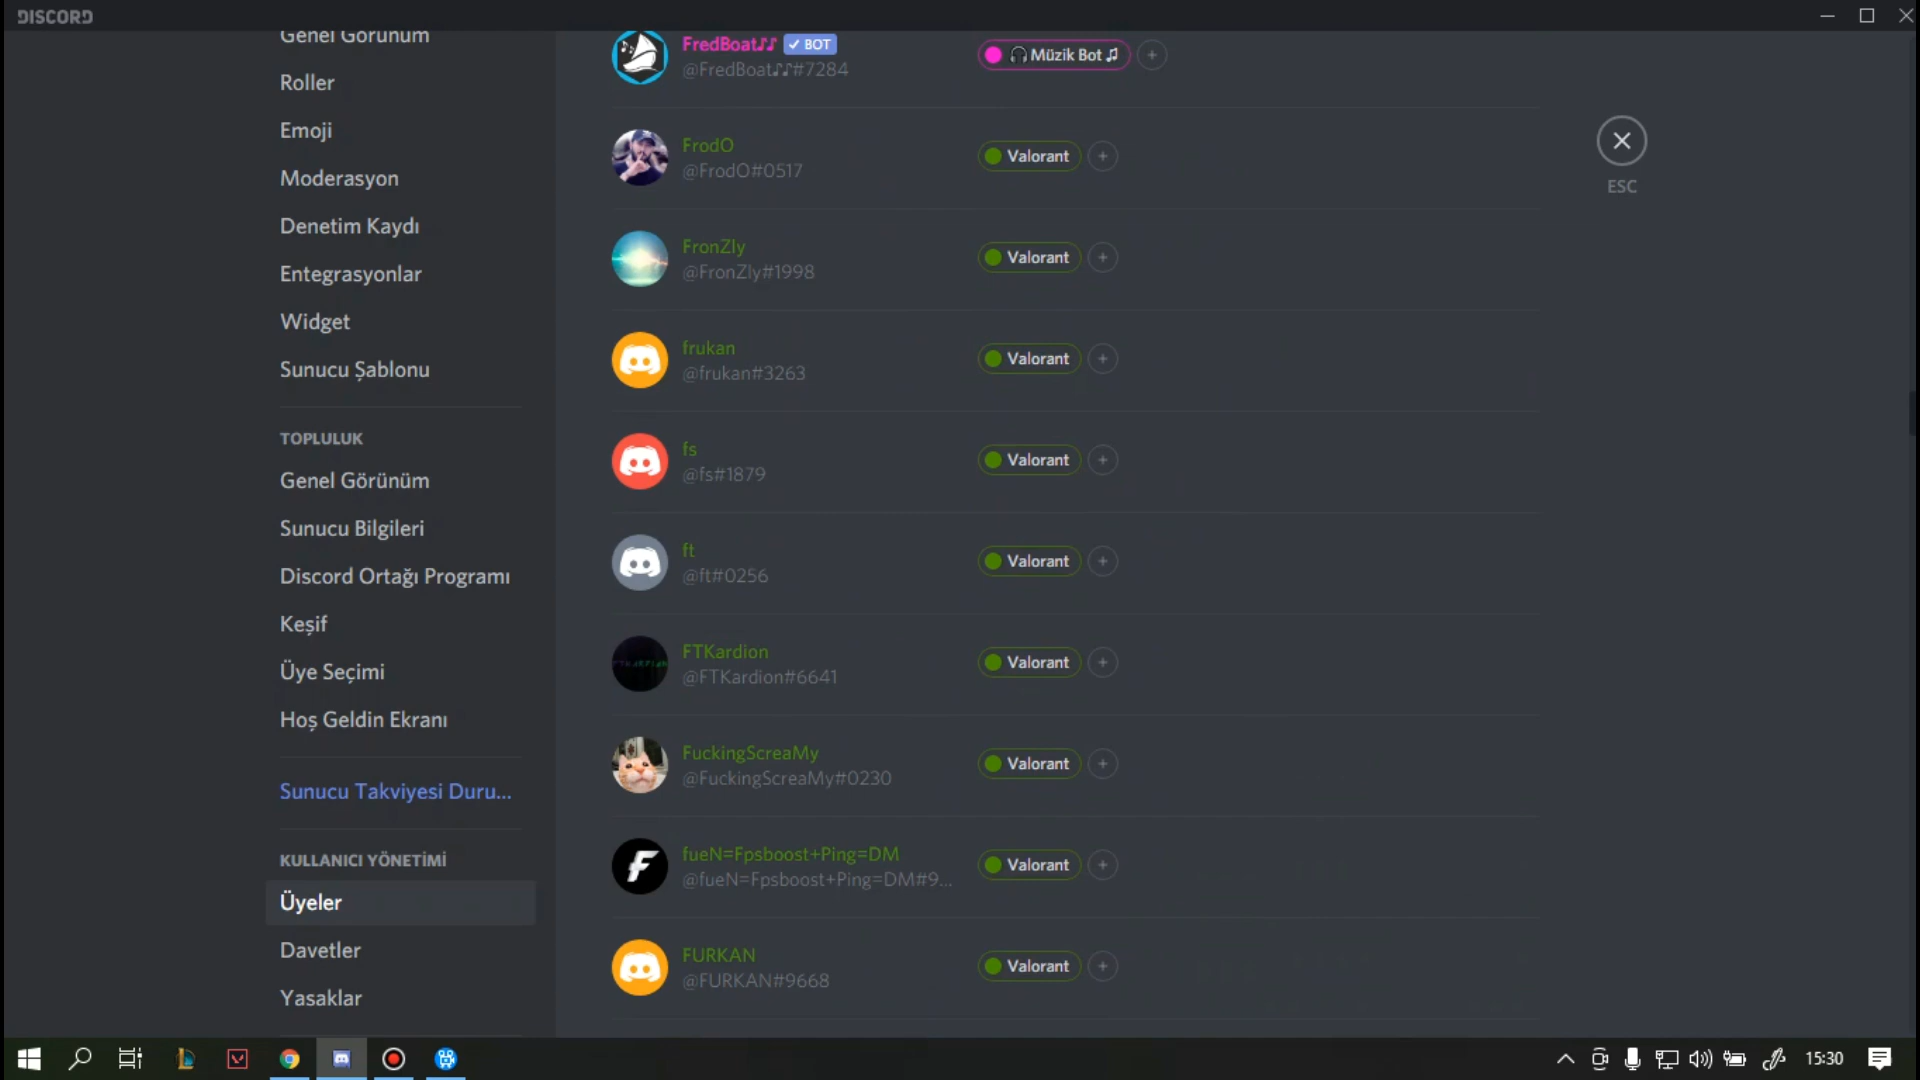 DISCORD
Genel Görünüm
Roller
Emoji
Moderasyon
Denetim Kaydı
Entegrasyonlar
Widget
Sunucu Şablonu
TOPLULUK
Genel Görünüm
Sunucu Bilgileri
Discord Ortağı Programı
Keşif
Üye Seçimi
Hoş Geldin Ekranı
Sunucu Takviyesi Duru...
KULLANICI YÖNETİMİ
Üyeler
Davetler
Yasaklar
FredBoat♪♪ ✓ BOT
@FredBoat♪♪#7284
🎧Müzik Bot ♫ +
FrodO
@FrodO#0517
Valorant +
FronZly
@FronZly#1998
Valorant +
frukan
@frukan#3263
Valorant +
fs
@fs#1879
Valorant +
ft
@ft#0256
Valorant +
FTKardion
@FTKardion#6641
Valorant +
FuckingScreaMy
@FuckingScreaMy#0230
Valorant +
F
fueN=Fpsboost+Ping=DM
@fueN=Fpsboost+Ping=DM#9...
Valorant +
FURKAN
@FURKAN#9668
Valorant +
ESC
15:30